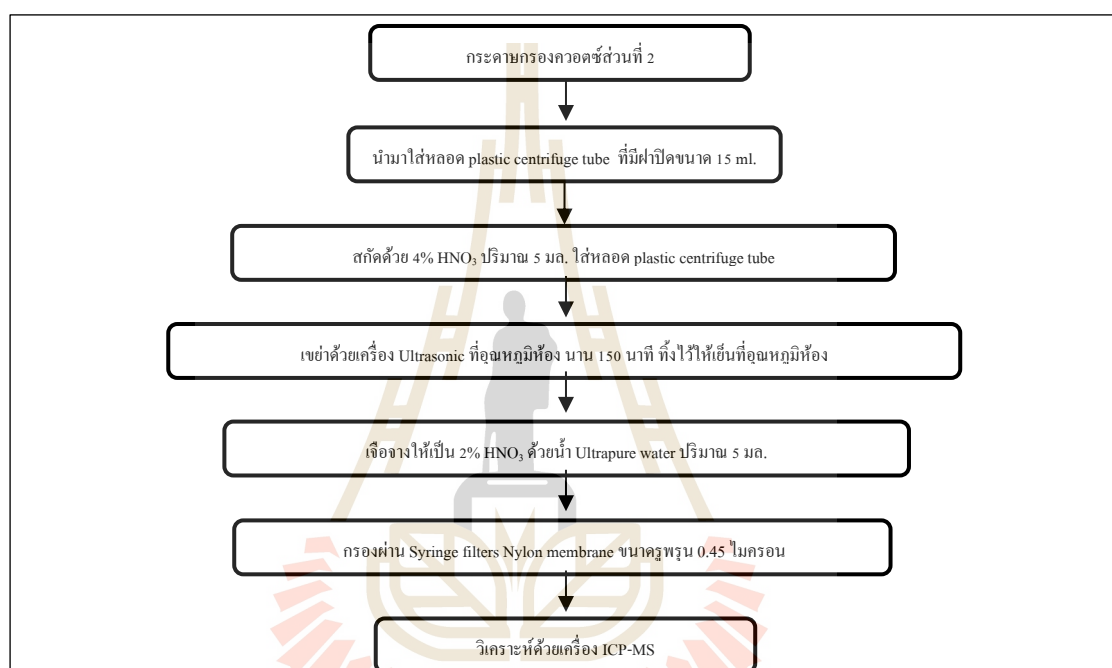 กระดาษกรองควอตซ์ส่วนที่ 2
นำมาใส่หลอด plastic centrifuge tube ที่มีฝาปิดขนาด 15 ml.
สกัดด้วย 4% HNO₃ ปริมาณ 5 มล. ใส่หลอด plastic centrifuge tube
เขย่าด้วยเครื่อง Ultrasonic ที่อุณหภูมิห้อง นาน 150 นาที ทิ้งไว้ให้เย็นที่อุณหภูมิห้อง
เจือจางให้เป็น 2% HNO₃ ด้วยน้ำ Ultrapure water ปริมาณ 5 มล.
กรองผ่าน Syringe filters Nylon membrane ขนาดรูพรุน 0.45 ไมครอน
วิเคราะห์ด้วยเครื่อง ICP-MS